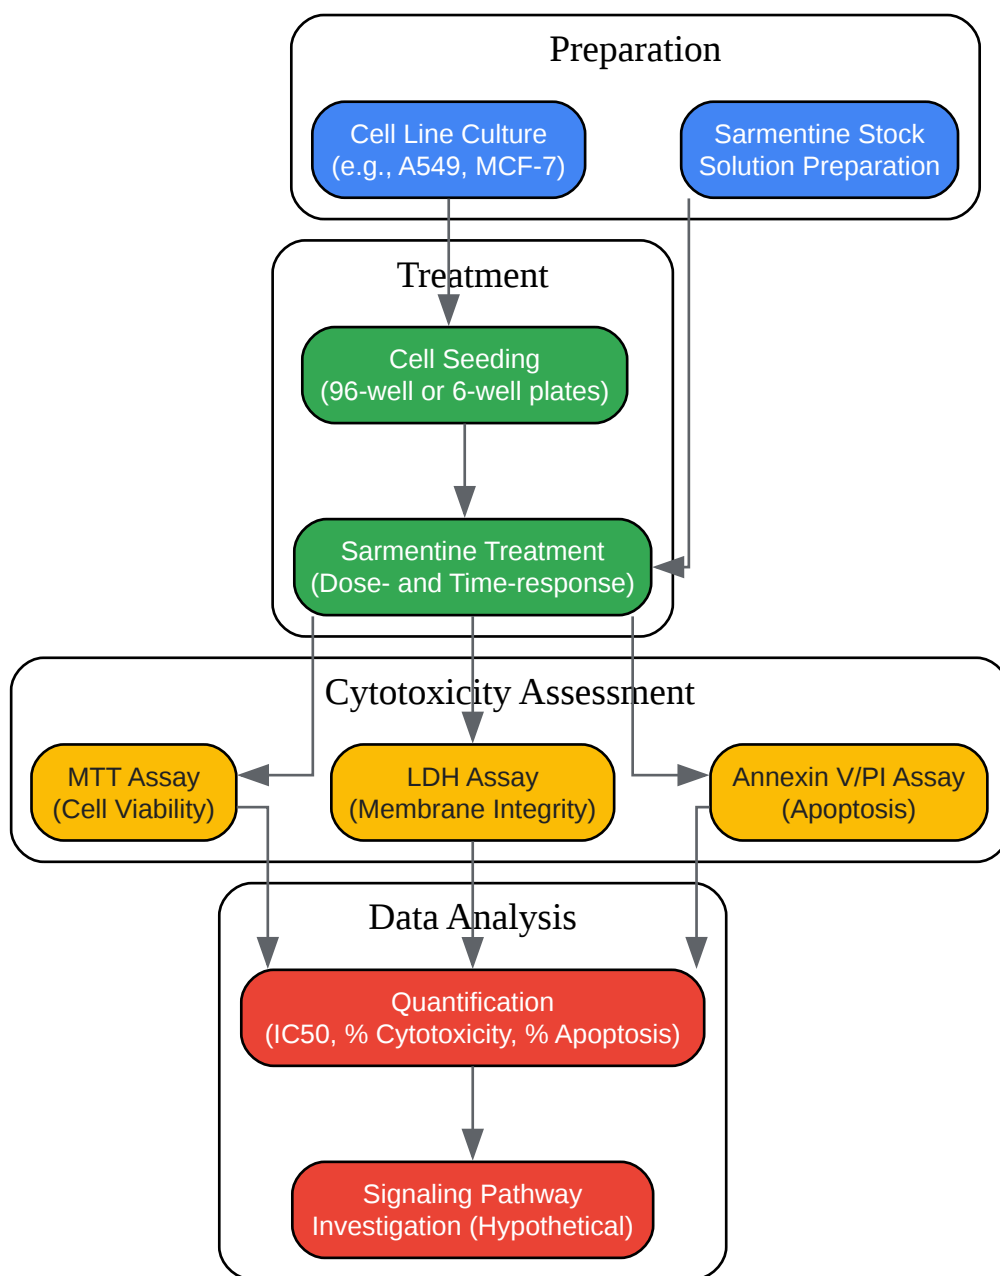 Preparation
Cell Line Culture
(e.g., A549, MCF-7)
Sarmentine Stock
Solution Preparation
Treatment
Cell Seeding
(96-well or 6-well plates)
Sarmentine Treatment
(Dose- and Time-response)
Cytotoxicity Assessment
MTT Assay
(Cell Viability)
LDH Assay
(Membrane Integrity)
Annexin V/PI Assay
(Apoptosis)
Data Analysis
Quantification
(IC50, % Cytotoxicity, % Apoptosis)
Signaling Pathway
Investigation (Hypothetical)